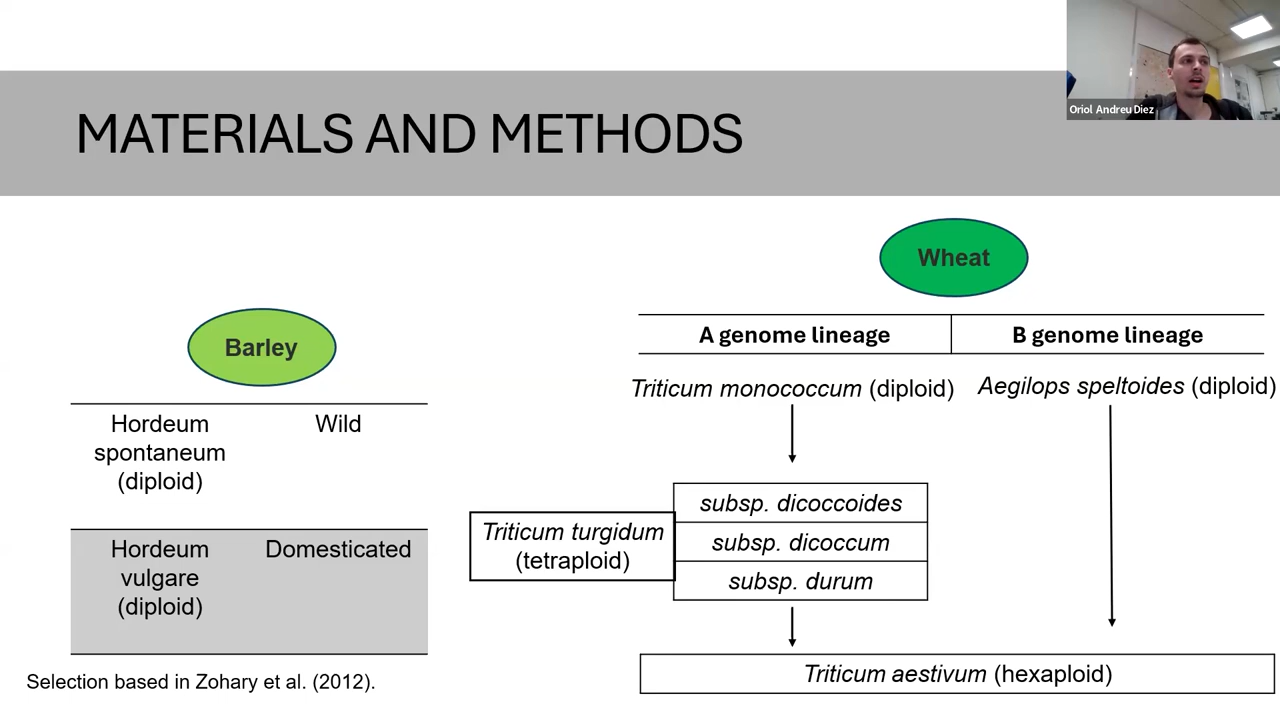 Oriol Andreu Diez
MATERIALS AND METHODS
Barley
Hordeum
spontaneum
(diploid)
Wild
Hordeum
vulgare
(diploid)
Domesticated
Selection based in Zohary et al. (2012).
Wheat
A genome lineage
B genome lineage
Triticum monococcum (diploid)
Aegilops speltoides (diploid)
Triticum turgidum
(tetraploid)
subsp. dicoccoides
subsp. dicoccum
subsp. durum
Triticum aestivum (hexaploid)